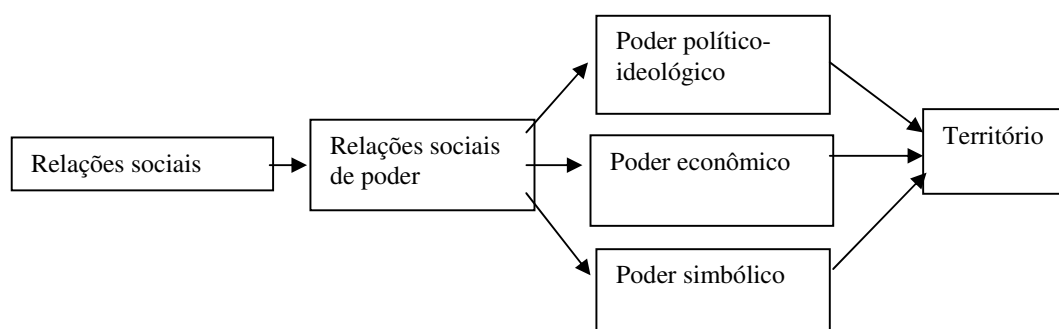 Relações sociais
Relações sociais
de poder
Poder político-
ideológico
Poder econômico
Poder simbólico
Território